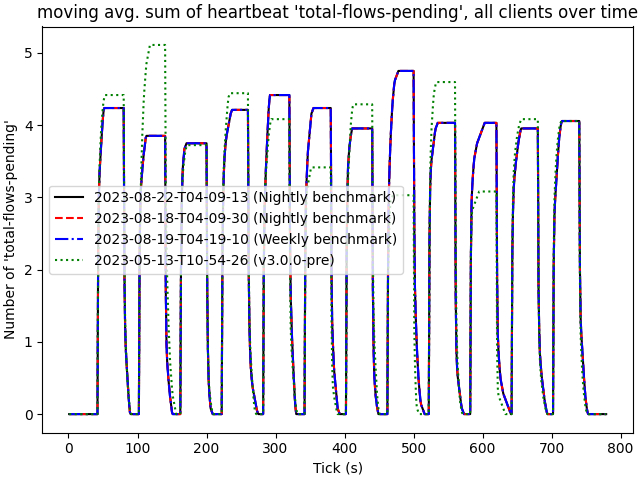 moving avg. sum of heartbeat 'total-flows-pending', all clients over time
Number of 'total-flows-pending'
5
4
3
2
1
0
2023-08-22-T04-09-13 (Nightly benchmark)
2023-08-18-T04-09-30 (Nightly benchmark)
2023-08-19-T04-19-10 (Weekly benchmark)
2023-05-13-T10-54-26 (v3.0.0-pre)
0 100 200 300 400 500 600 700 800
Tick (s)